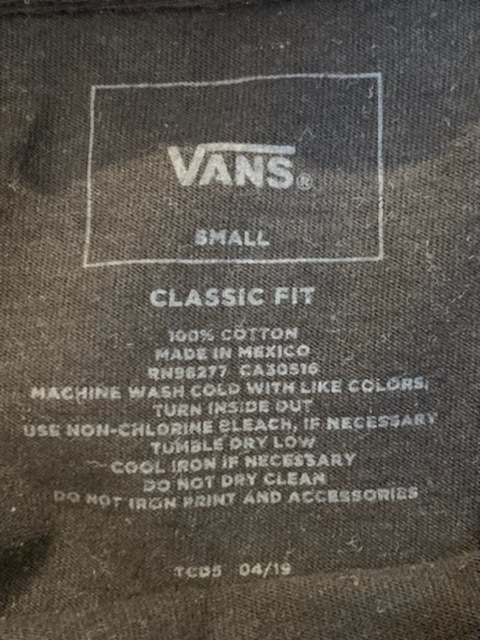 VANS®
SMALL
CLASSIC FIT
100% COTTON
MADE IN MEXICO
RN98277 CA30516
MACHINE WASH COLD WITH LIKE COLORS,
TURN INSIDE OUT
USE NON-CHLORINE BLEACH, IF NECESSARY
TUMBLE DRY LOW
COOL IRON IF NECESSARY
DO NOT DRY CLEAN
DO NOT IRON PRINT AND ACCESSORIES
TCDS 04/19